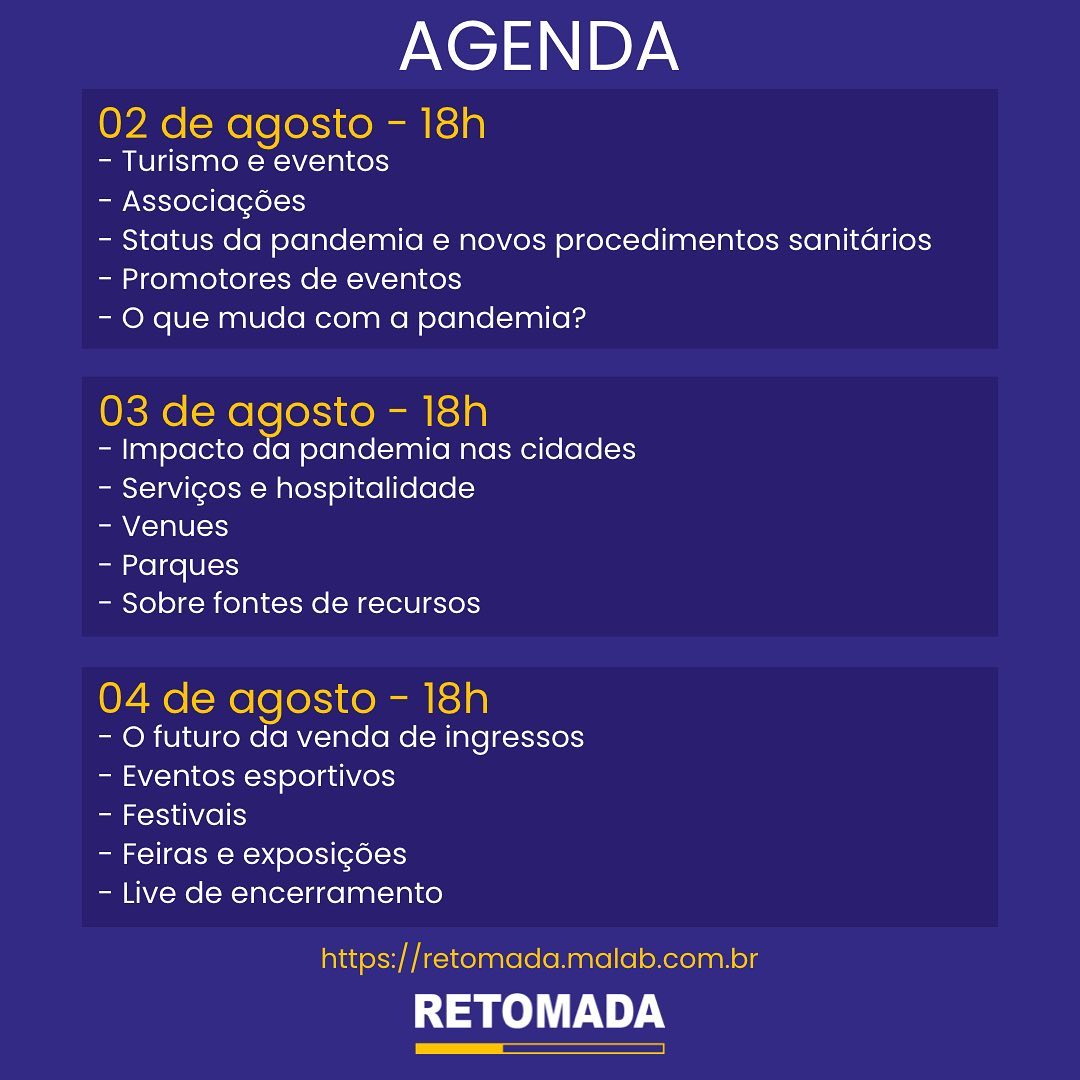 AGENDA
02 de agosto - 18h
- Turismo e eventos
- Associações
- Status da pandemia e novos procedimentos sanitários
- Promotores de eventos
- O que muda com a pandemia?
03 de agosto - 18h
- Impacto da pandemia nas cidades
- Serviços e hospitalidade
- Venues
- Parques
- Sobre fontes de recursos
04 de agosto - 18h
- O futuro da venda de ingressos
- Eventos esportivos
- Festivais
- Feiras e exposições
- Live de encerramento
https://retomada.malab.com.br
RETOMADA